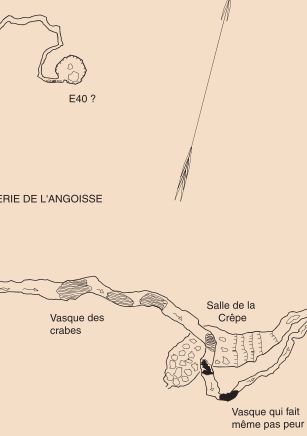 E40 ?
ERIE DE L'ANGOISSE
Salle de la
Crêpe
Vasque des
crabes
Vasque qui fait
même pas peur